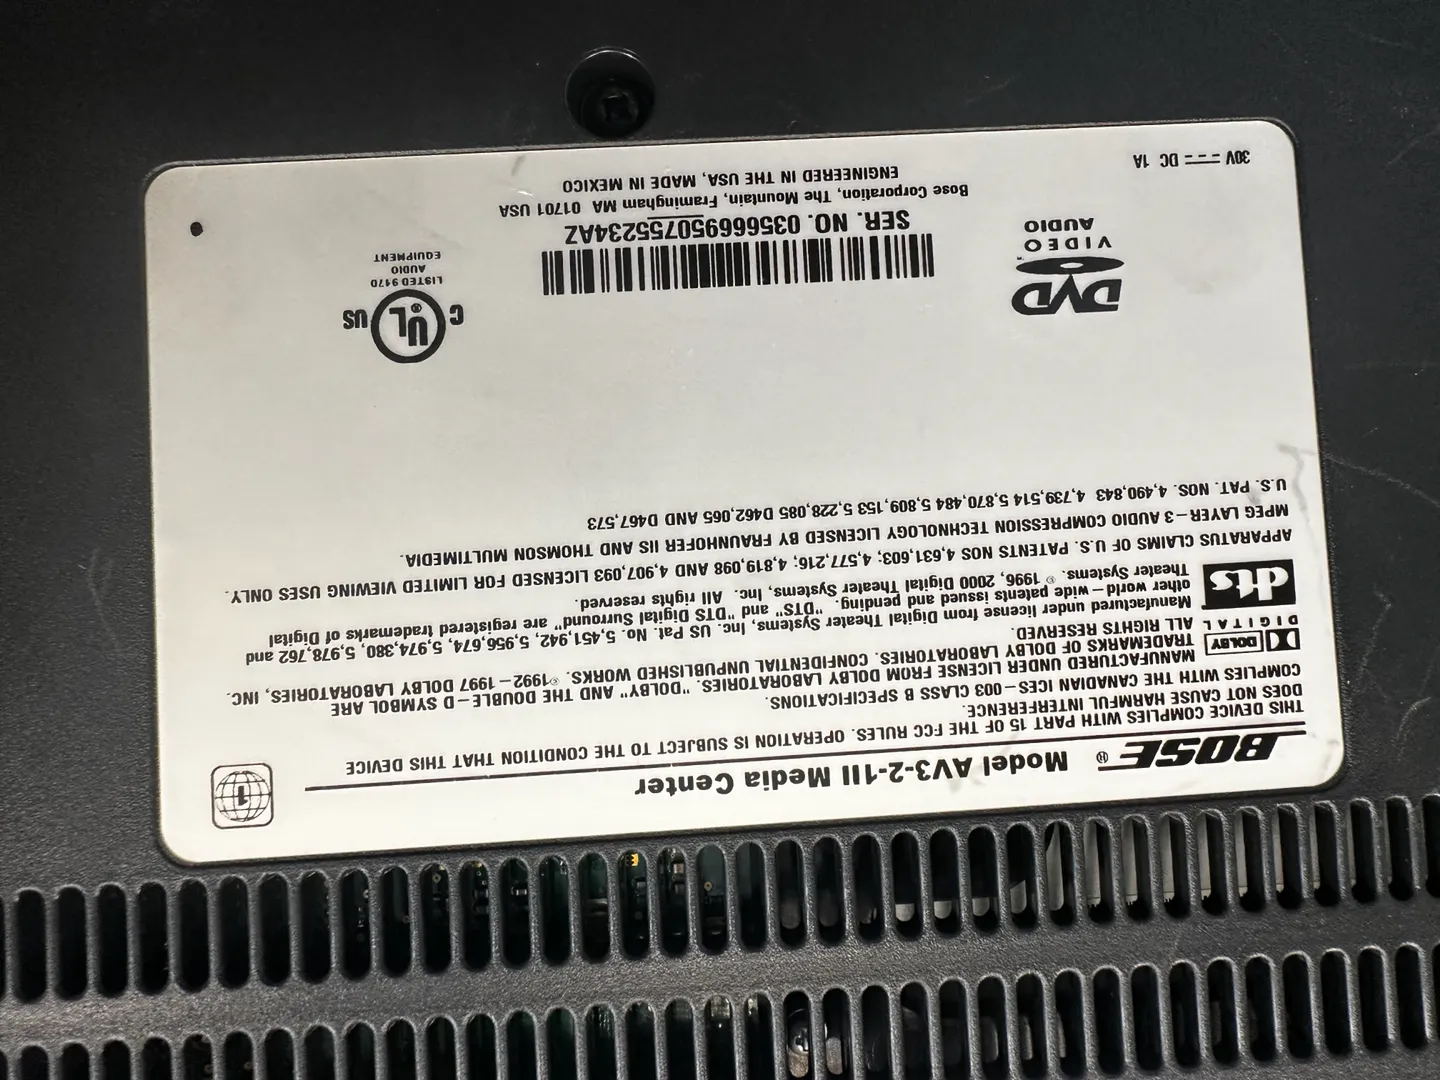 BOSE® Model AV3-2-1III Media Center
1
THIS DEVICE COMPLIES WITH PART 15 OF THE FCC RULES. OPERATION IS SUBJECT TO THE CONDITION THAT THIS DEVICE
DOES NOT CAUSE HARMFUL INTERFERENCE.
COMPLIES WITH THE CANADIAN ICES-003 CLASS B SPECIFICATIONS.
DOLBY
DIGITAL
MANUFACTURED UNDER LICENSE FROM DOLBY LABORATORIES. "DOLBY" AND THE DOUBLE-D SYMBOL ARE
TRADEMARKS OF DOLBY LABORATORIES. CONFIDENTIAL UNPUBLISHED WORKS. ©1992-1997 DOLBY LABORATORIES, INC.
ALL RIGHTS RESERVED.
dts
Manufactured under license from Digital Theater Systems, Inc. US Pat. No. 5,451,942, 5,956,674, 5,974,380, 5,978,762 and
other world-wide patents issued and pending. "DTS" and "DTS Digital Surround" are registered trademarks of Digital
Theater Systems. © 1996, 2000 Digital Theater Systems, Inc. All rights reserved.
APPARATUS CLAIMS OF U.S. PATENTS NOS 4,631,603; 4,577,216; 4,819,098 AND 4,907,093 LICENSED FOR LIMITED VIEWING USES ONLY.
MPEG LAYER-3 AUDIO COMPRESSION TECHNOLOGY LICENSED BY FRAUNHOFER IIS AND THOMSON MULTIMEDIA.
U.S. PAT. NOS. 4,490,843 4,739,514 5,870,484 5,809,153 5,228,085 D462,065 AND D467,573
DVD™
VIDEO
AUDIO
C UL® US
LISTED 9170
AUDIO
EQUIPMENT
SER. NO. 035666950755234AZ
Bose Corporation, The Mountain, Framingham MA 01701 USA
ENGINEERED IN THE USA, MADE IN MEXICO
30V ⎓ DC 1A